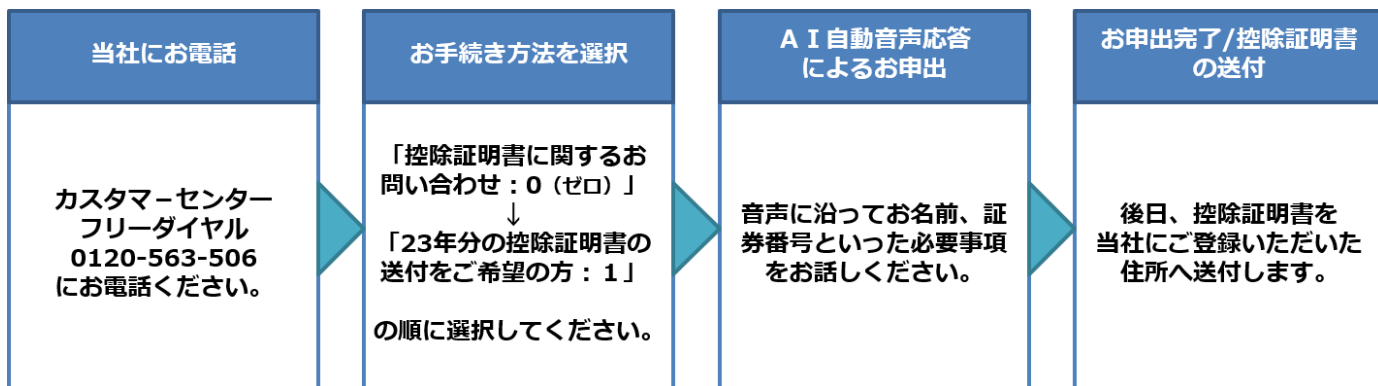 当社にお電話
カスタマ－センター
フリーダイヤル
0120-563-506
にお電話ください。
お手続き方法を選択
「控除証明書に関するお
問い合わせ：0（ゼロ）」
↓
「23年分の控除証明書の
送付をご希望の方：１」
の順に選択してください。
ＡＩ自動音声応答
によるお申出
音声に沿ってお名前、証
券番号といった必要事項
をお話しください。
お申出完了/控除証明書
の送付
後日、控除証明書を
当社にご登録いただいた
住所へ送付します。